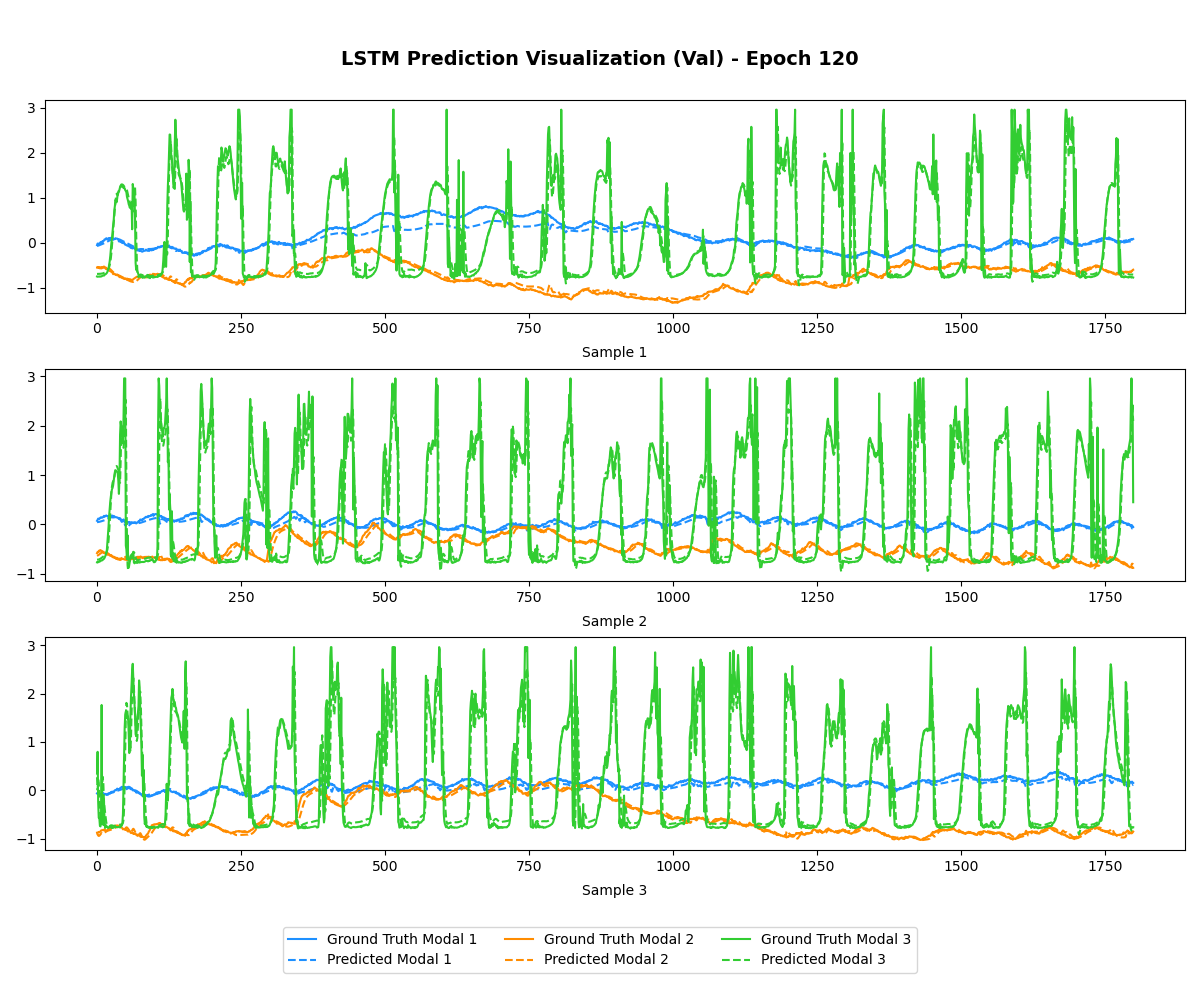 LSTM Prediction Visualization (Val) - Epoch 120
3
2
1
0
−1
0 250 500 750 1000 1250 1500 1750
Sample 1
3
2
1
0
−1
0 250 500 750 1000 1250 1500 1750
Sample 2
3
2
1
0
−1
0 250 500 750 1000 1250 1500 1750
Sample 3
Ground Truth Modal 1 Ground Truth Modal 2 Ground Truth Modal 3
Predicted Modal 1 Predicted Modal 2 Predicted Modal 3